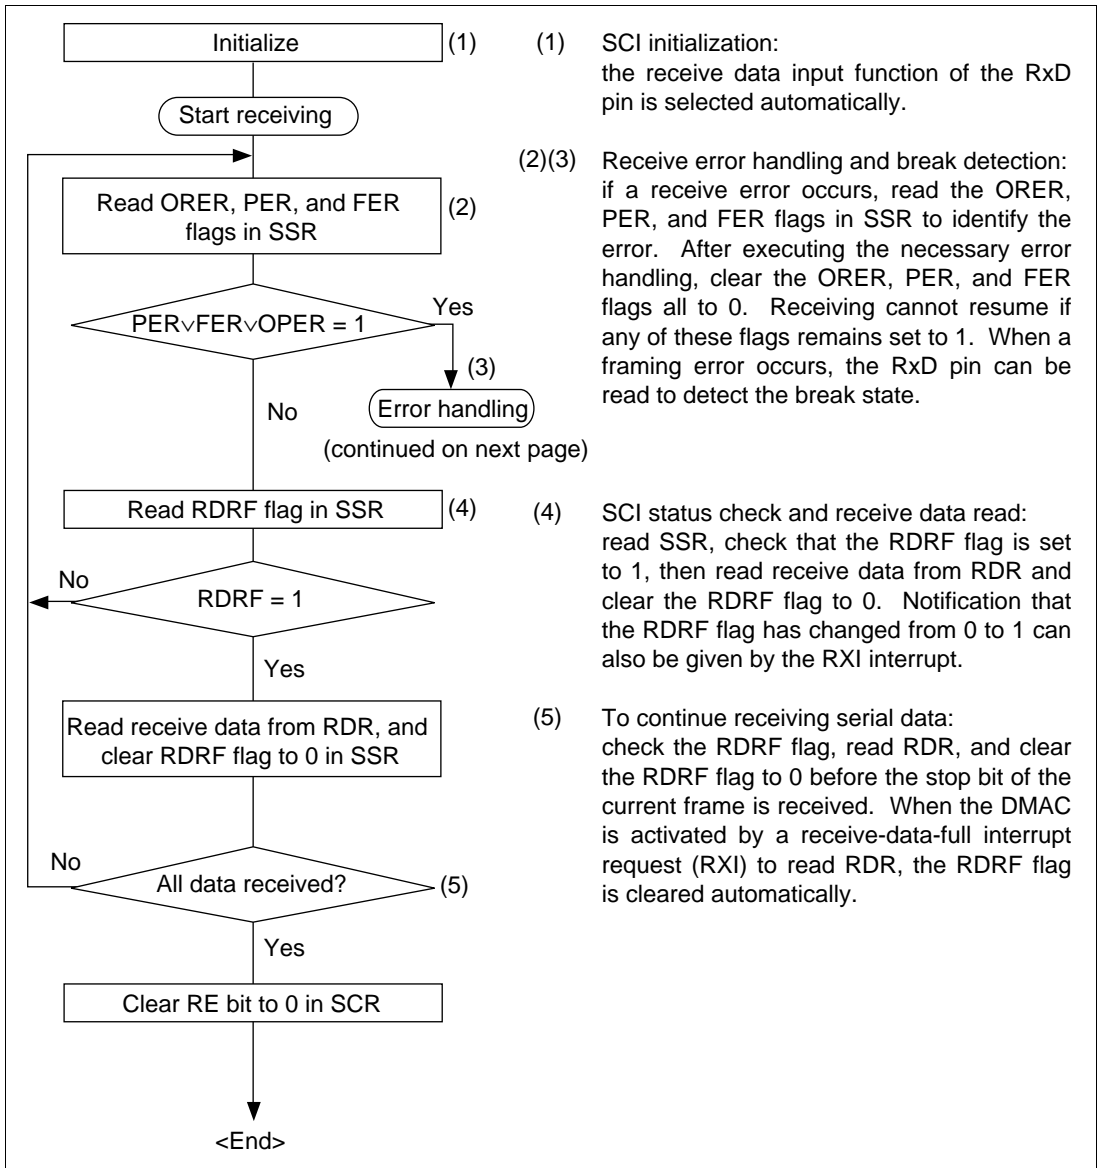 Initialize
(1)
Start receiving
Read ORER, PER, and FER
flags in SSR
(2)
PER∨FER∨OPER = 1
Yes
(3)
Error handling
(continued on next page)
No
Read RDRF flag in SSR
(4)
No
RDRF = 1
Yes
Read receive data from RDR, and
clear RDRF flag to 0 in SSR
No
All data received?
(5)
Yes
Clear RE bit to 0 in SCR
<End>
(1) SCI initialization:
the receive data input function of the RxD
pin is selected automatically.
(2)(3) Receive error handling and break detection:
if a receive error occurs, read the ORER,
PER, and FER flags in SSR to identify the
error. After executing the necessary error
handling, clear the ORER, PER, and FER
flags all to 0. Receiving cannot resume if
any of these flags remains set to 1. When a
framing error occurs, the RxD pin can be
read to detect the break state.
(4) SCI status check and receive data read:
read SSR, check that the RDRF flag is set
to 1, then read receive data from RDR and
clear the RDRF flag to 0. Notification that
the RDRF flag has changed from 0 to 1 can
also be given by the RXI interrupt.
(5) To continue receiving serial data:
check the RDRF flag, read RDR, and clear
the RDRF flag to 0 before the stop bit of the
current frame is received. When the DMAC
is activated by a receive-data-full interrupt
request (RXI) to read RDR, the RDRF flag
is cleared automatically.